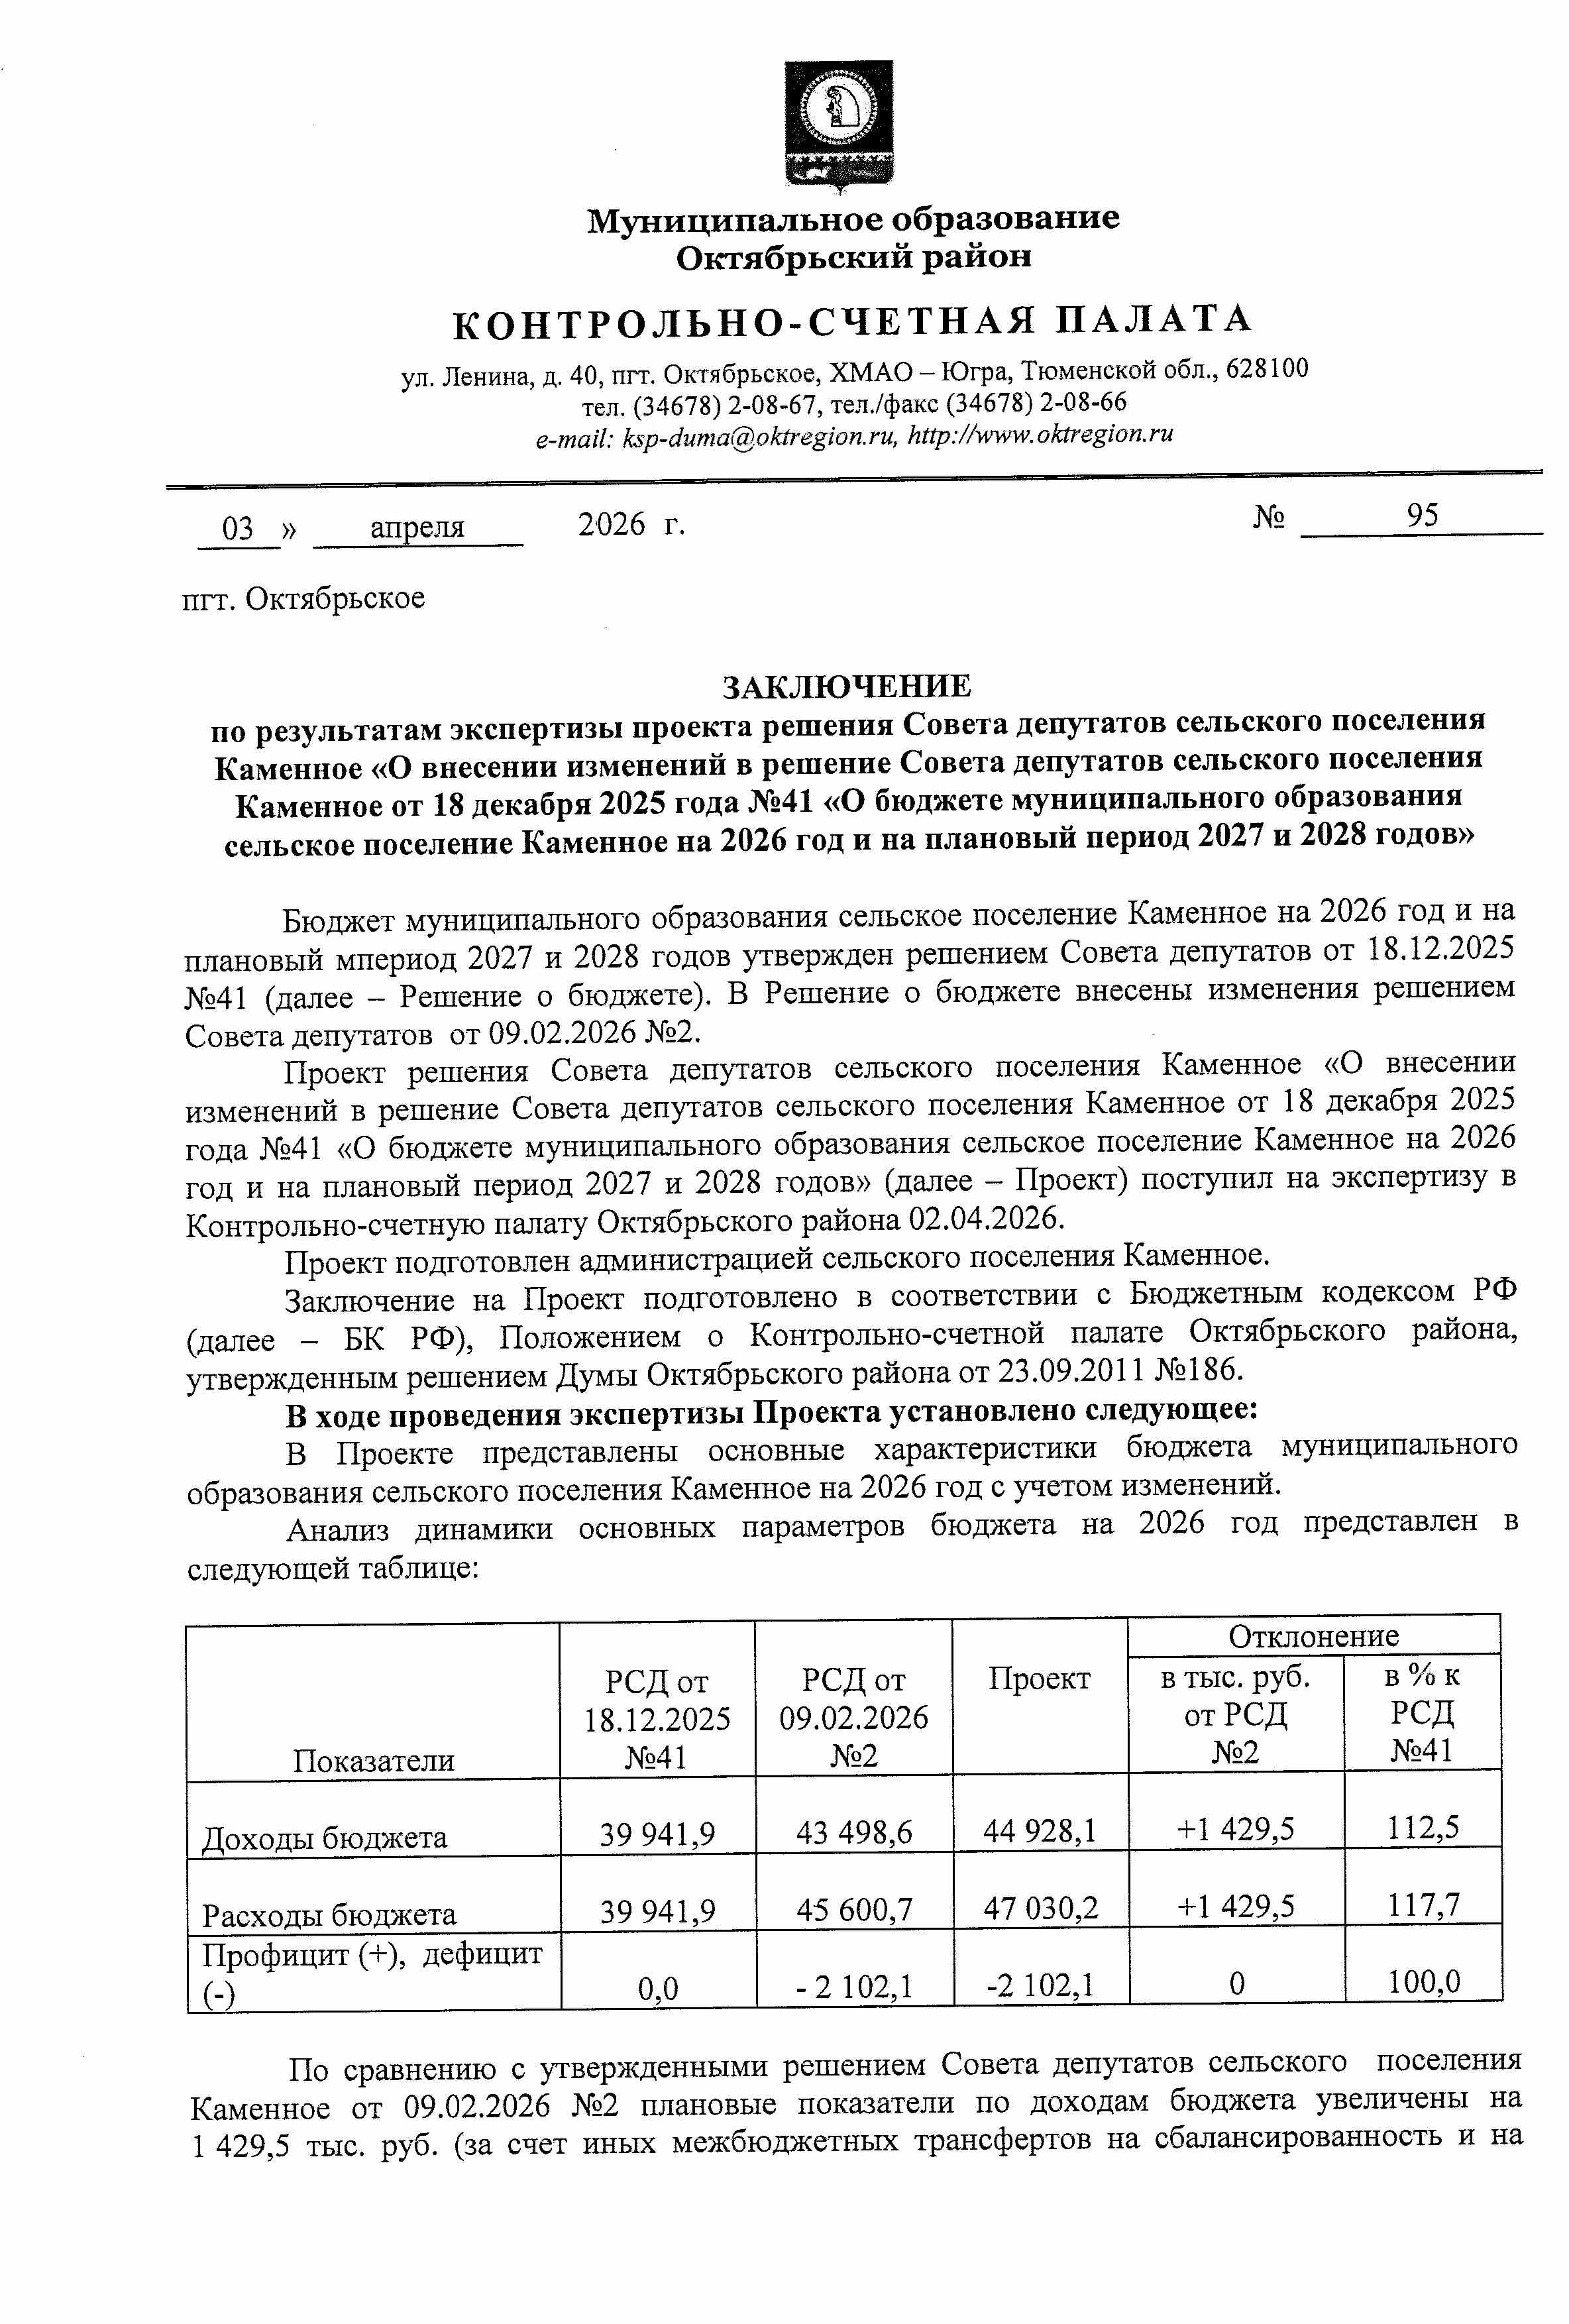 Муниципальное образование
Октябрьский район
КОНТРОЛЬНО-СЧЕТНАЯ ПАЛАТА
ул. Ленина, д. 40, пгт. Октябрьское, ХМАО – Югра, Тюменской обл., 628100
тел. (34678) 2-08-67, тел./факс (34678) 2-08-66
e-mail: ksp-duma@oktregion.ru, http://www.oktregion.ru
03 » апреля 2026 г. № 95
пгт. Октябрьское
ЗАКЛЮЧЕНИЕ
по результатам экспертизы проекта решения Совета депутатов сельского поселения
Каменное «О внесении изменений в решение Совета депутатов сельского поселения
Каменное от 18 декабря 2025 года №41 «О бюджете муниципального образования
сельское поселение Каменное на 2026 год и на плановый период 2027 и 2028 годов»
Бюджет муниципального образования сельское поселение Каменное на 2026 год и на
плановый мпериод 2027 и 2028 годов утвержден решением Совета депутатов от 18.12.2025
№41 (далее – Решение о бюджете). В Решение о бюджете внесены изменения решением
Совета депутатов от 09.02.2026 №2.
Проект решения Совета депутатов сельского поселения Каменное «О внесении
изменений в решение Совета депутатов сельского поселения Каменное от 18 декабря 2025
года №41 «О бюджете муниципального образования сельское поселение Каменное на 2026
год и на плановый период 2027 и 2028 годов» (далее – Проект) поступил на экспертизу в
Контрольно-счетную палату Октябрьского района 02.04.2026.
Проект подготовлен администрацией сельского поселения Каменное.
Заключение на Проект подготовлено в соответствии с Бюджетным кодексом РФ
(далее – БК РФ), Положением о Контрольно-счетной палате Октябрьского района,
утвержденным решением Думы Октябрьского района от 23.09.2011 №186.
В ходе проведения экспертизы Проекта установлено следующее:
В Проекте представлены основные характеристики бюджета муниципального
образования сельского поселения Каменное на 2026 год с учетом изменений.
Анализ динамики основных параметров бюджета на 2026 год представлен в
следующей таблице:
Отклонение
РСД от РСД от Проект в тыс. руб. в % к
18.12.2025 09.02.2026 от РСД РСД
Показатели №41 №2 №2 №41
Доходы бюджета 39 941,9 43 498,6 44 928,1 +1 429,5 112,5
Расходы бюджета 39 941,9 45 600,7 47 030,2 +1 429,5 117,7
Профицит (+), дефицит
(-) 0,0 - 2 102,1 -2 102,1 0 100,0
По сравнению с утвержденными решением Совета депутатов сельского поселения
Каменное от 09.02.2026 №2 плановые показатели по доходам бюджета увеличены на
1 429,5 тыс. руб. (за счет иных межбюджетных трансфертов на сбалансированность и на